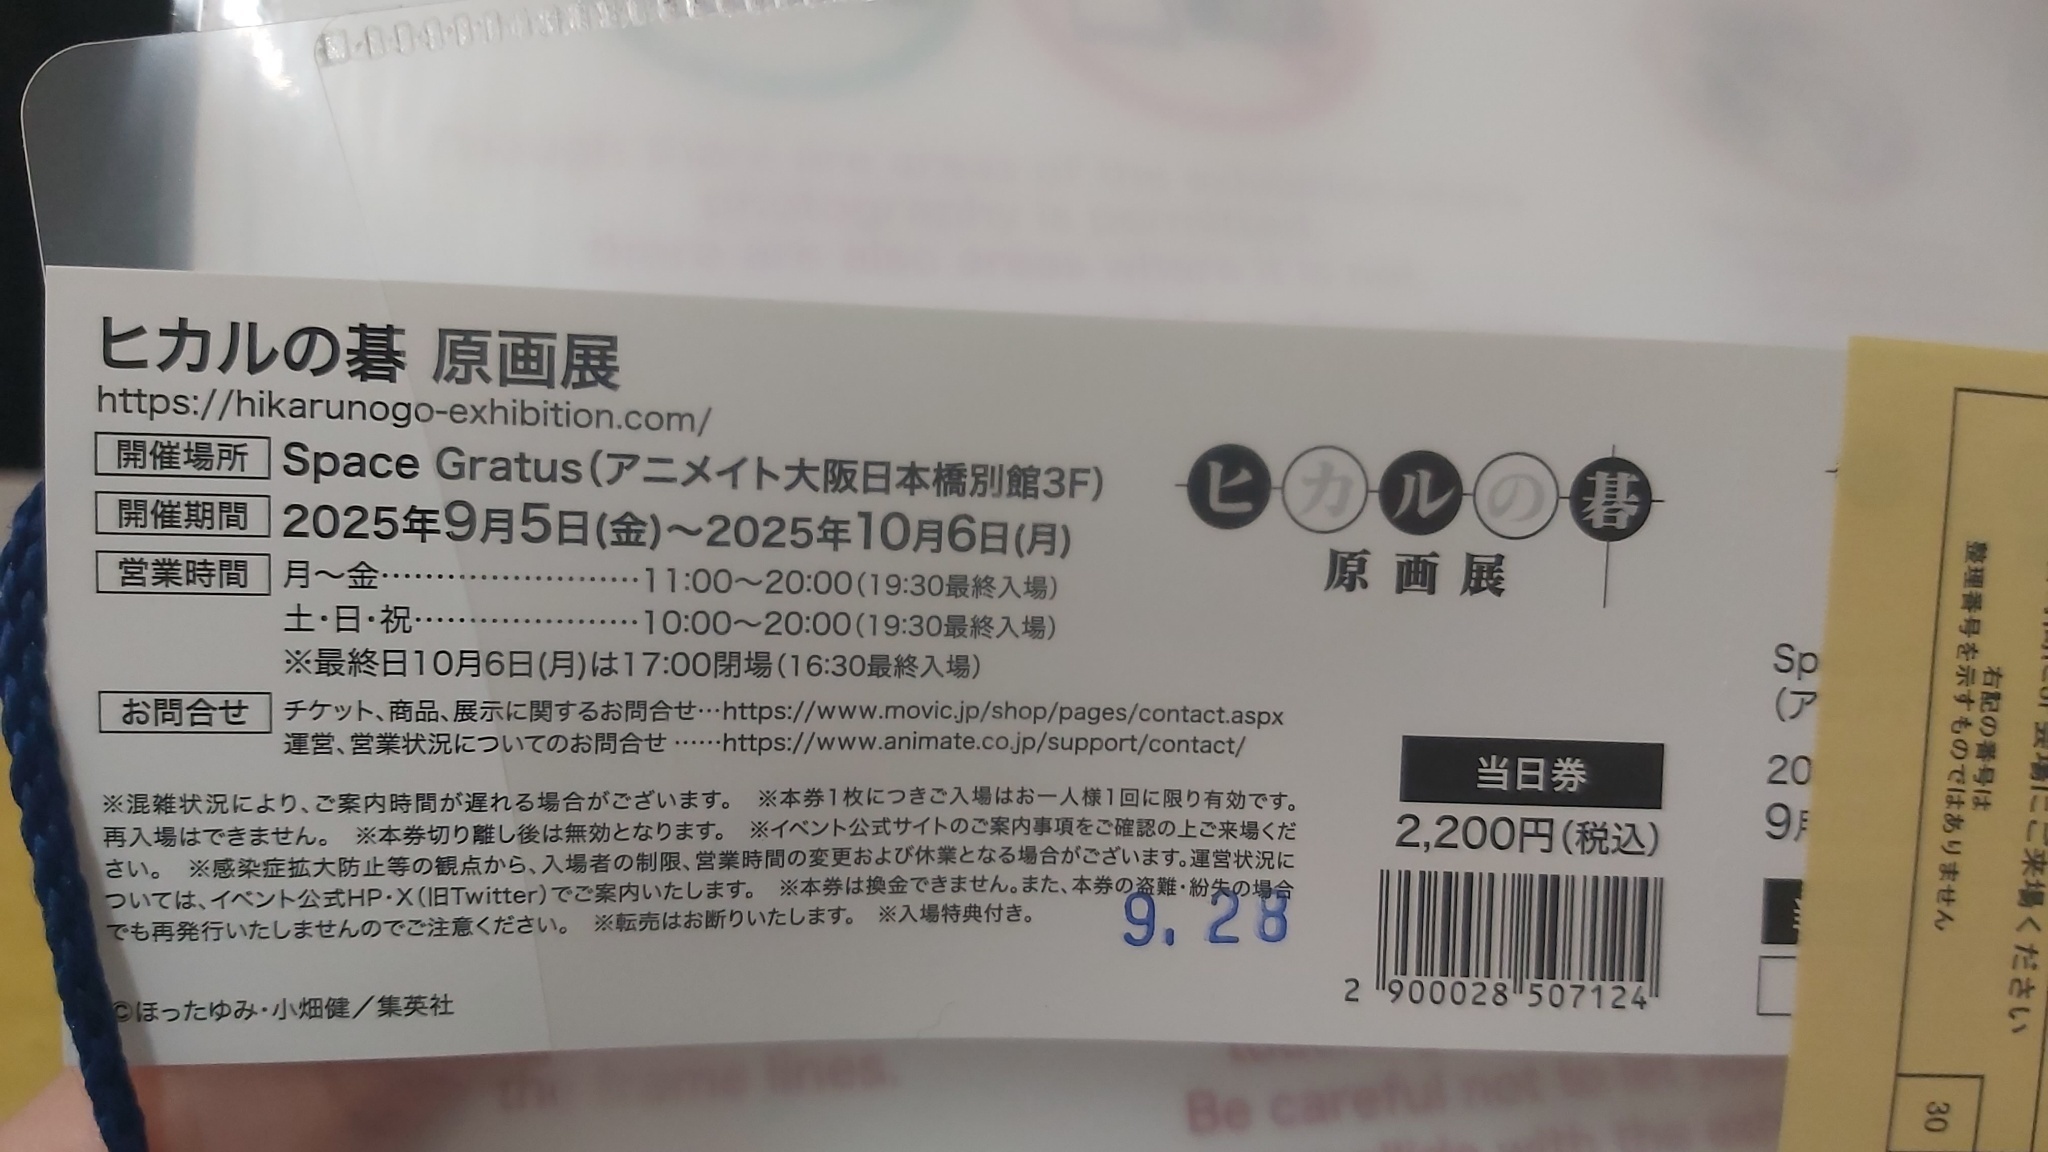 ヒカルの碁 原画展
https://hikarunogo-exhibition.com/
開催場所 Space Gratus(アニメイト大阪日本橋別館3F)
開催期間 2025年9月5日(金)〜2025年10月6日(月)
営業時間 月〜金……………………11:00〜20:00(19:30最終入場)
土・日・祝…………………10:00〜20:00(19:30最終入場)
※最終日10月6日(月)は17:00閉場(16:30最終入場)
お問合せ チケット、商品、展示に関するお問合せ…https://www.movic.jp/shop/pages/contact.aspx
運営、営業状況についてのお問合せ ……https://www.animate.co.jp/support/contact/
※混雑状況により、ご案内時間が遅れる場合がございます。 ※本券1枚につきご入場はお一人様1回に限り有効です。
再入場はできません。 ※本券切り離し後は無効となります。 ※イベント公式サイトのご案内事項をご確認の上ご来場くだ
さい。 ※感染症拡大防止等の観点から、入場者の制限、営業時間の変更および休業となる場合がございます。運営状況に
ついては、イベント公式HP・X(旧Twitter)でご案内いたします。 ※本券は換金できません。また、本券の盗難・紛失の場合
でも再発行いたしませんのでご注意ください。 ※転売はお断りいたします。 ※入場特典付き。
9. 28
©ほったゆみ・小畑健／集英社
ヒカルの碁
原画展
当日券
2,200円(税込)
2 900028 507124
Sp
(ア
20
9月
会場にご来場ください
右記の番号は
整理番号を示すものではありません
30
Be careful not to
the frame lines.